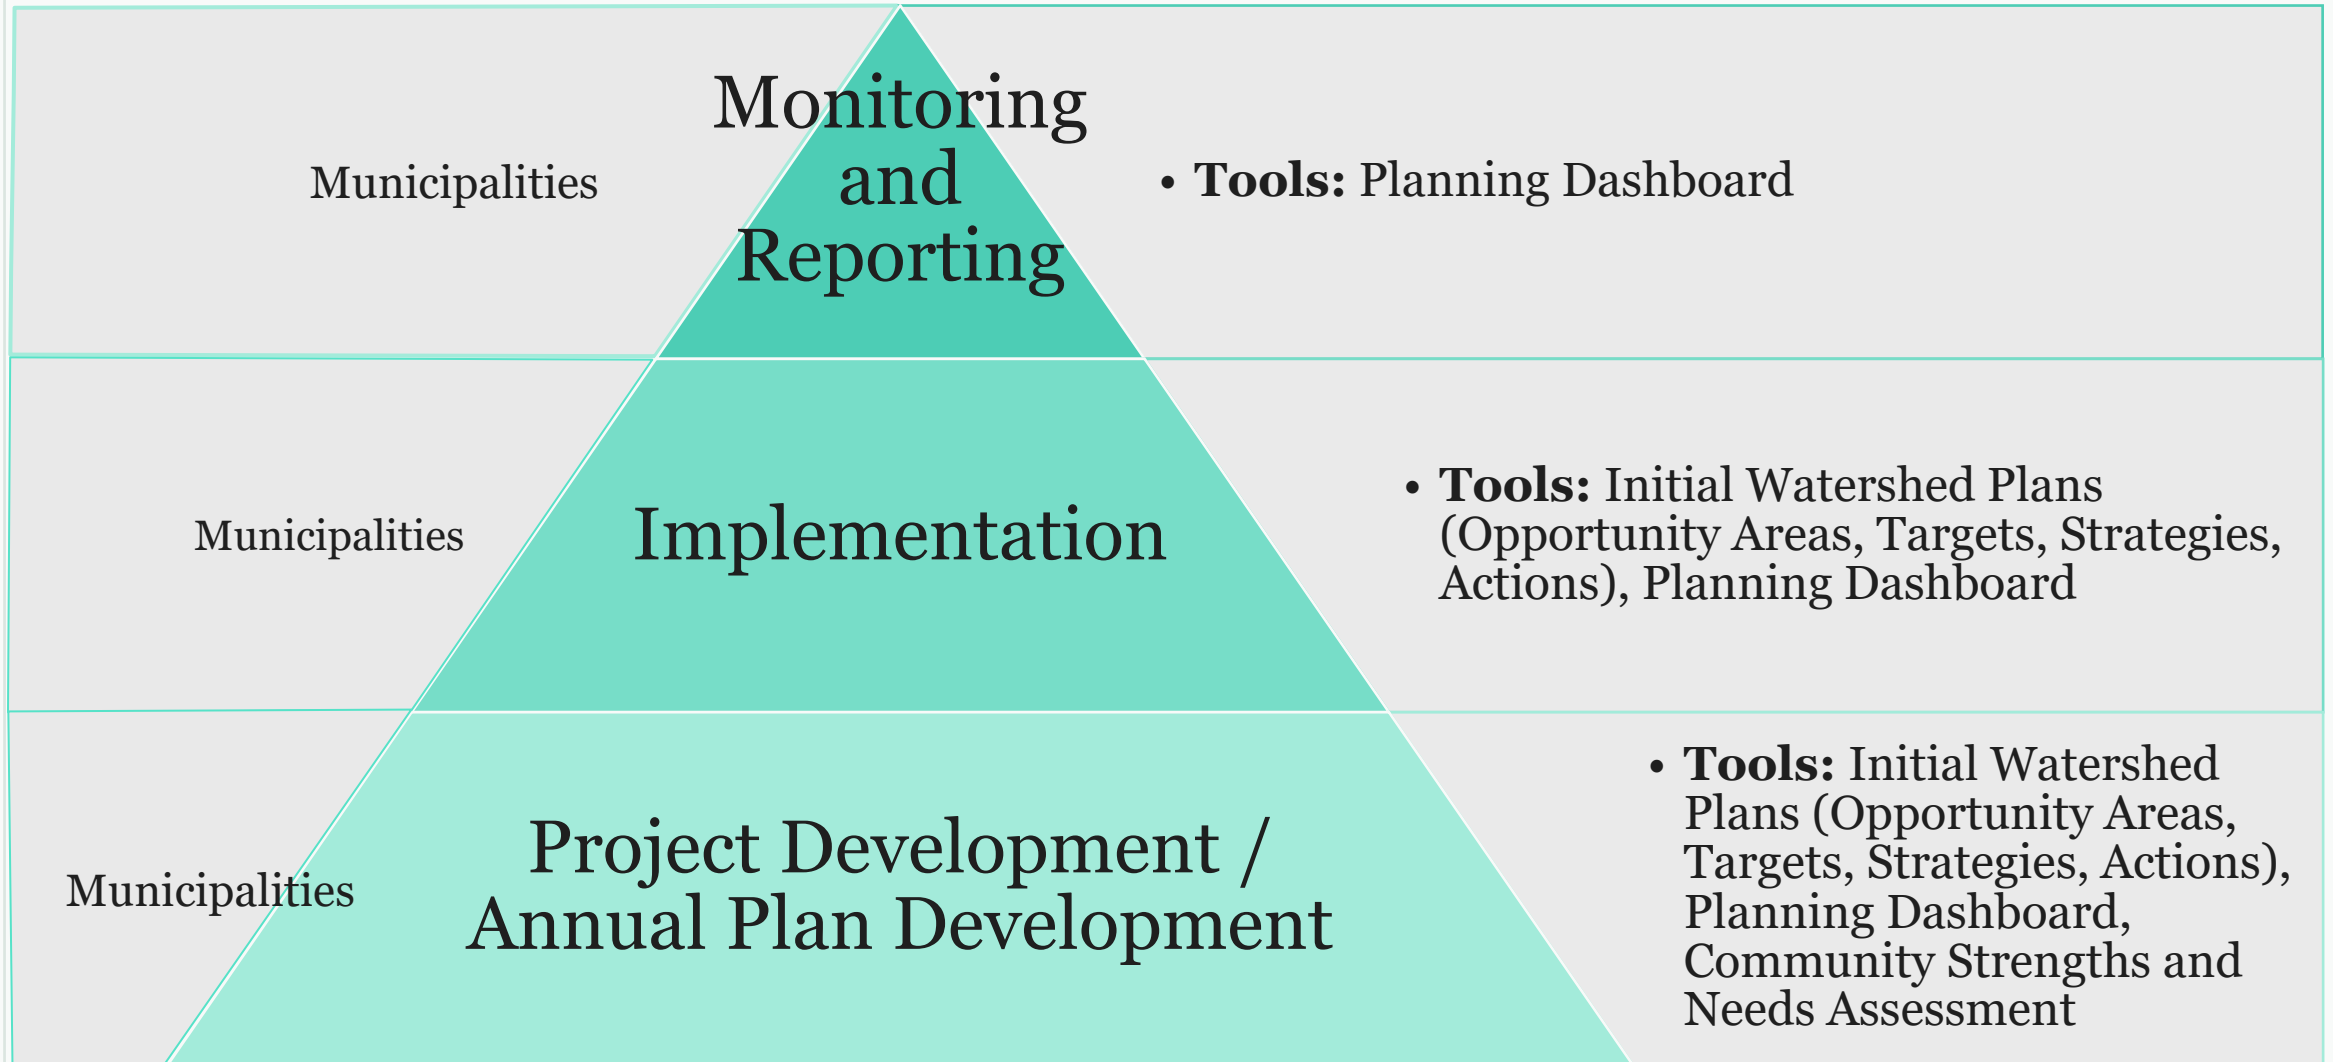 Municipalities
Monitoring
and
Reporting
• Tools: Planning Dashboard
Municipalities
Implementation
• Tools: Initial Watershed Plans
(Opportunity Areas, Targets, Strategies,
Actions), Planning Dashboard
Municipalities
Project Development /
Annual Plan Development
• Tools: Initial Watershed
Plans (Opportunity Areas,
Targets, Strategies, Actions),
Planning Dashboard,
Community Strengths and
Needs Assessment